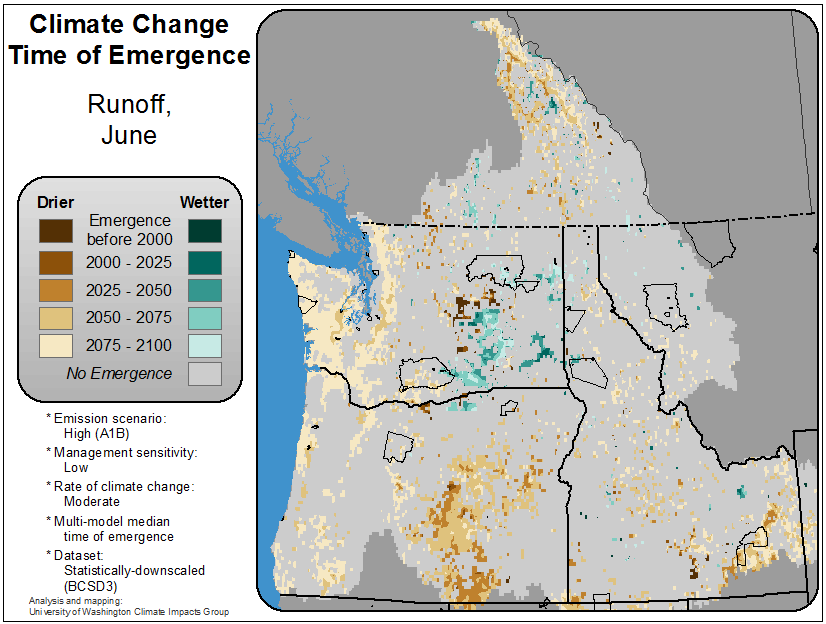 Climate Change
Time of Emergence
Runoff,
June
Drier Wetter
Emergence
before 2000
2000 - 2025
2025 - 2050
2050 - 2075
2075 - 2100
No Emergence
* Emission scenario:
High (A1B)
* Management sensitivity:
Low
* Rate of climate change:
Moderate
* Multi-model median
time of emergence
* Dataset:
Statistically-downscaled
(BCSD3)
Analysis and mapping:
University of Washington Climate Impacts Group